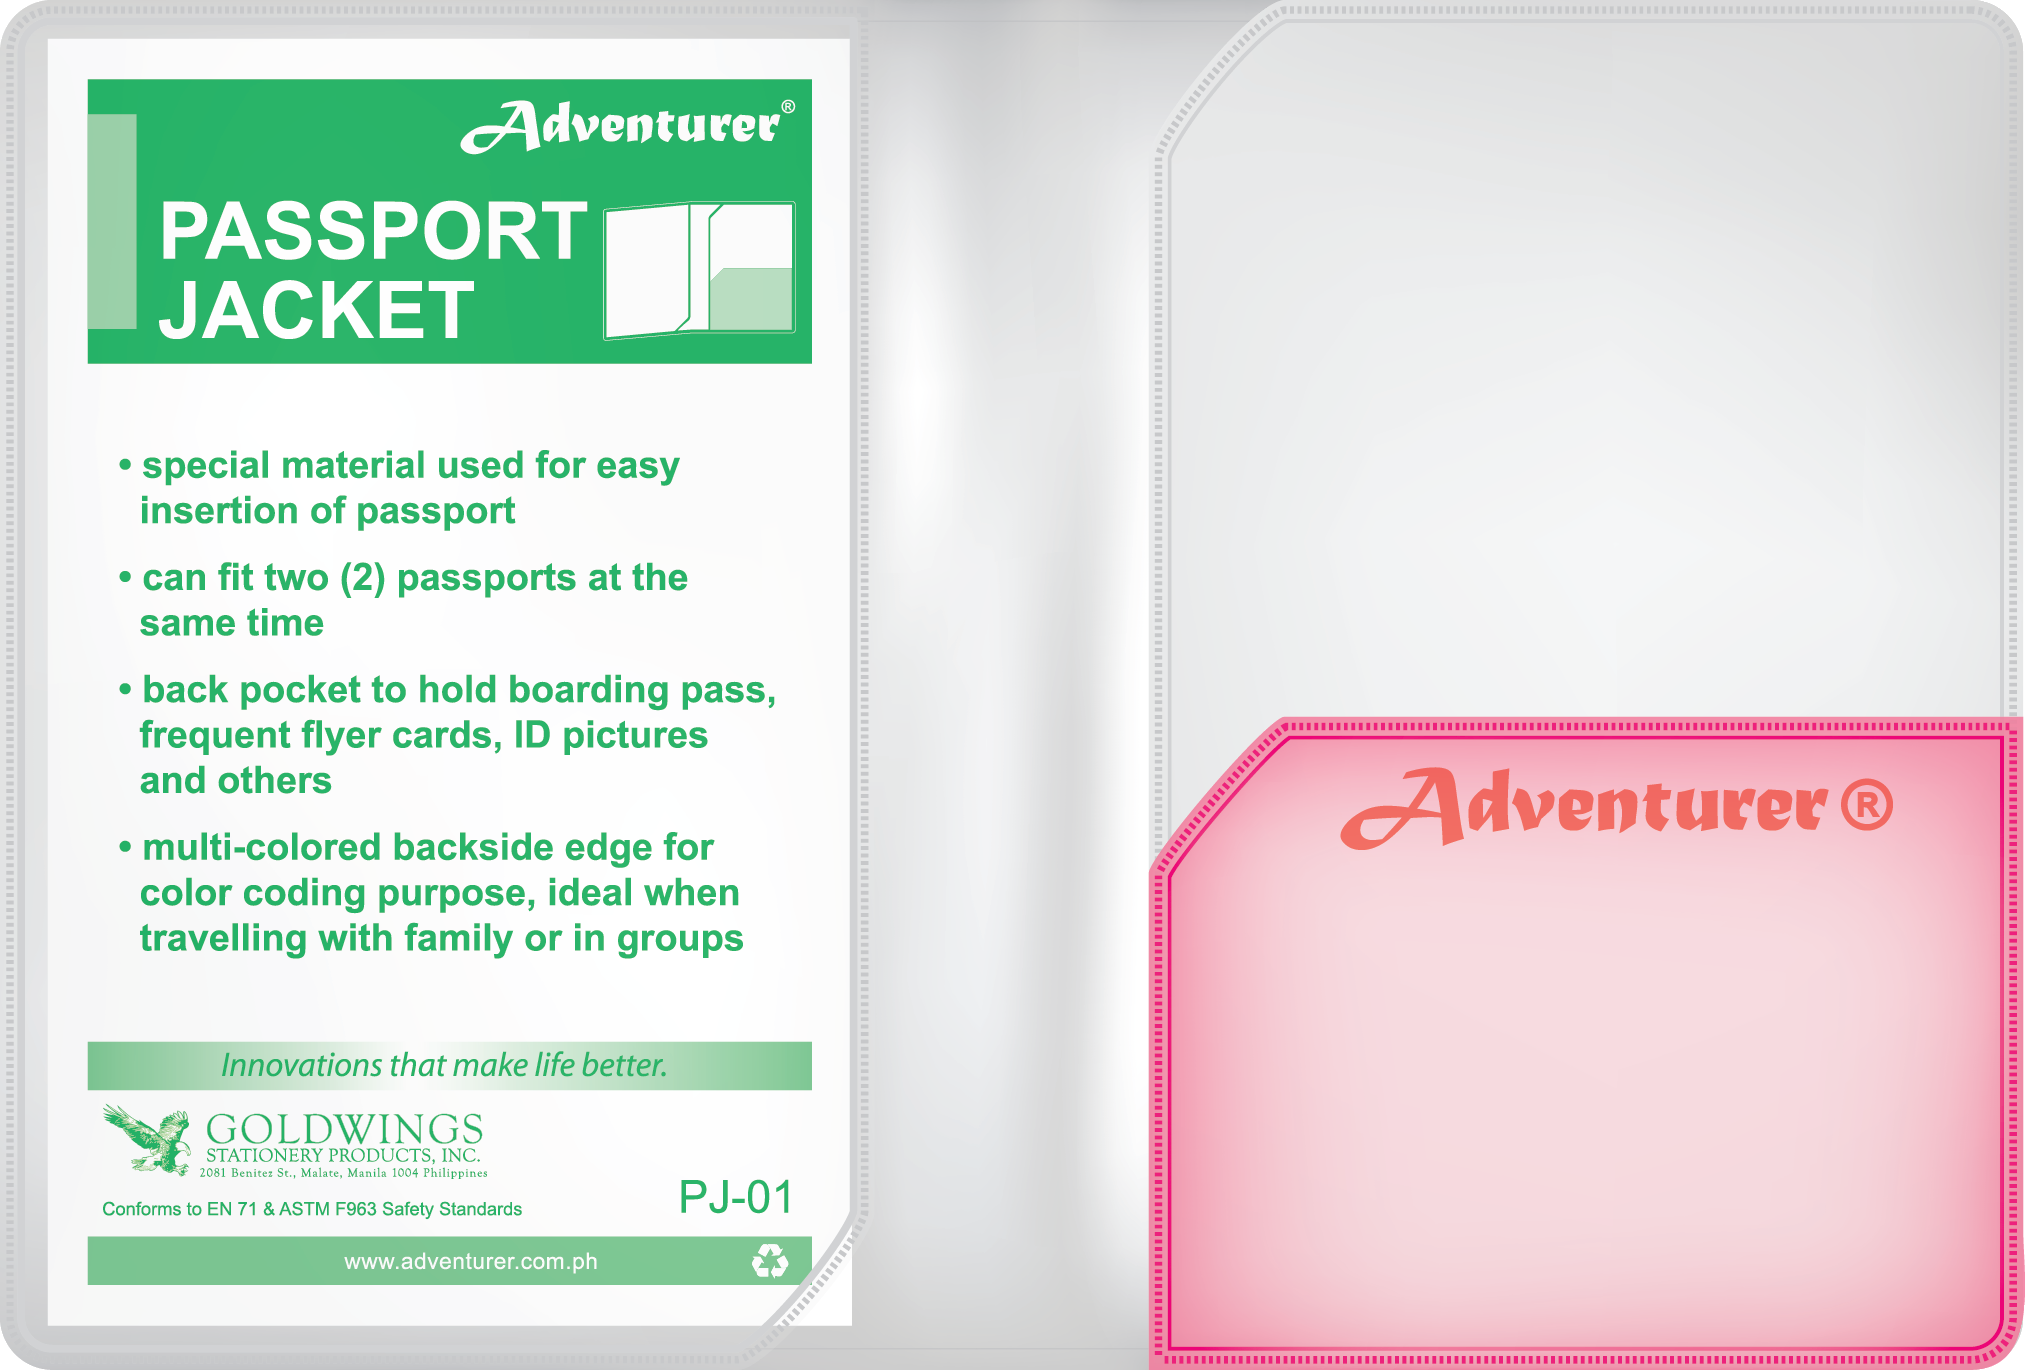 Adventurer®
PASSPORT
JACKET
• special material used for easy
insertion of passport
• can fit two (2) passports at the
same time
• back pocket to hold boarding pass,
frequent flyer cards, ID pictures
and others
• multi-colored backside edge for
color coding purpose, ideal when
travelling with family or in groups
Innovations that make life better.
GOLDWINGS
STATIONERY PRODUCTS, INC.
2081 Benitez St., Malate, Manila 1004 Philippines
Conforms to EN 71 & ASTM F963 Safety Standards
PJ-01
www.adventurer.com.ph
Adventurer®